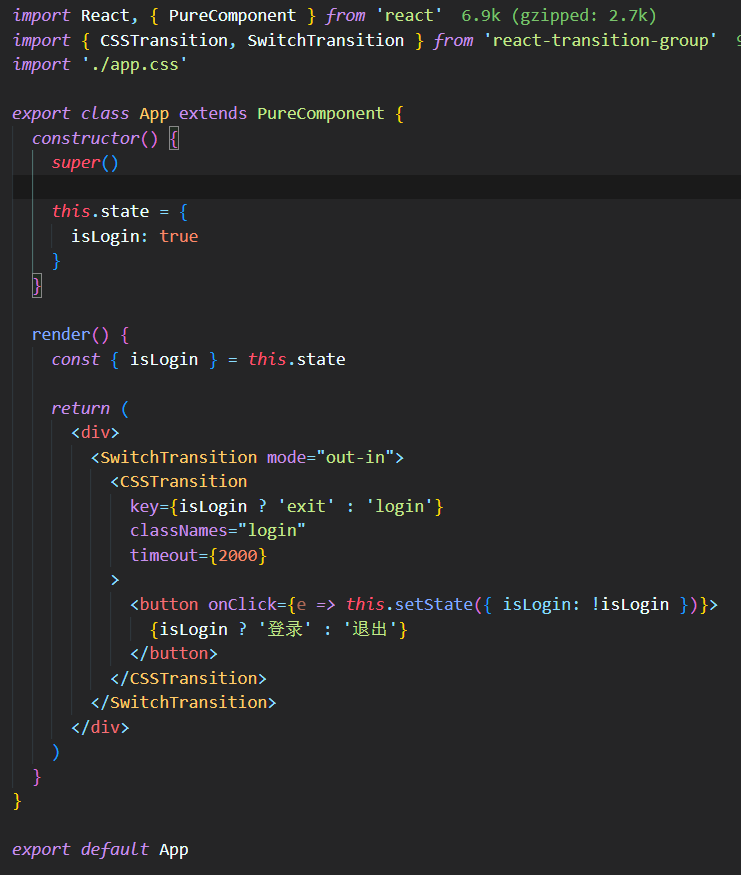 import React, { PureComponent } from 'react' 6.9k (gzipped: 2.7k)
import { CSSTransition, SwitchTransition } from 'react-transition-group'
import './app.css'
export class App extends PureComponent {
constructor() {
super()
this.state = {
isLogin: true
}
}
render() {
const { isLogin } = this.state
return (
<div>
<SwitchTransition mode="out-in">
<CSSTransition
key={isLogin ? 'exit' : 'login'}
classNames="login"
timeout={2000}
>
<button onClick={e => this.setState({ isLogin: !isLogin })}>
{isLogin ? '登录' : '退出'}
</button>
</CSSTransition>
</SwitchTransition>
</div>
)
}
}
export default App